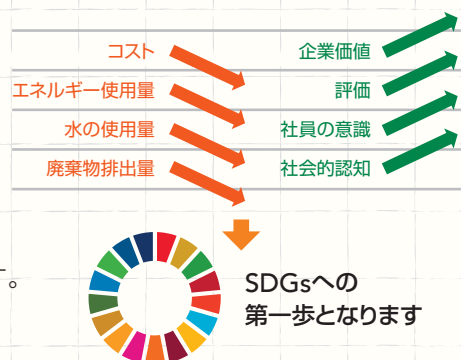 コスト
エネルギー使用量
水の使用量
廃棄物排出量
企業価値
評価
社員の意識
社会的認知
。
SDGsへの
第一歩となります